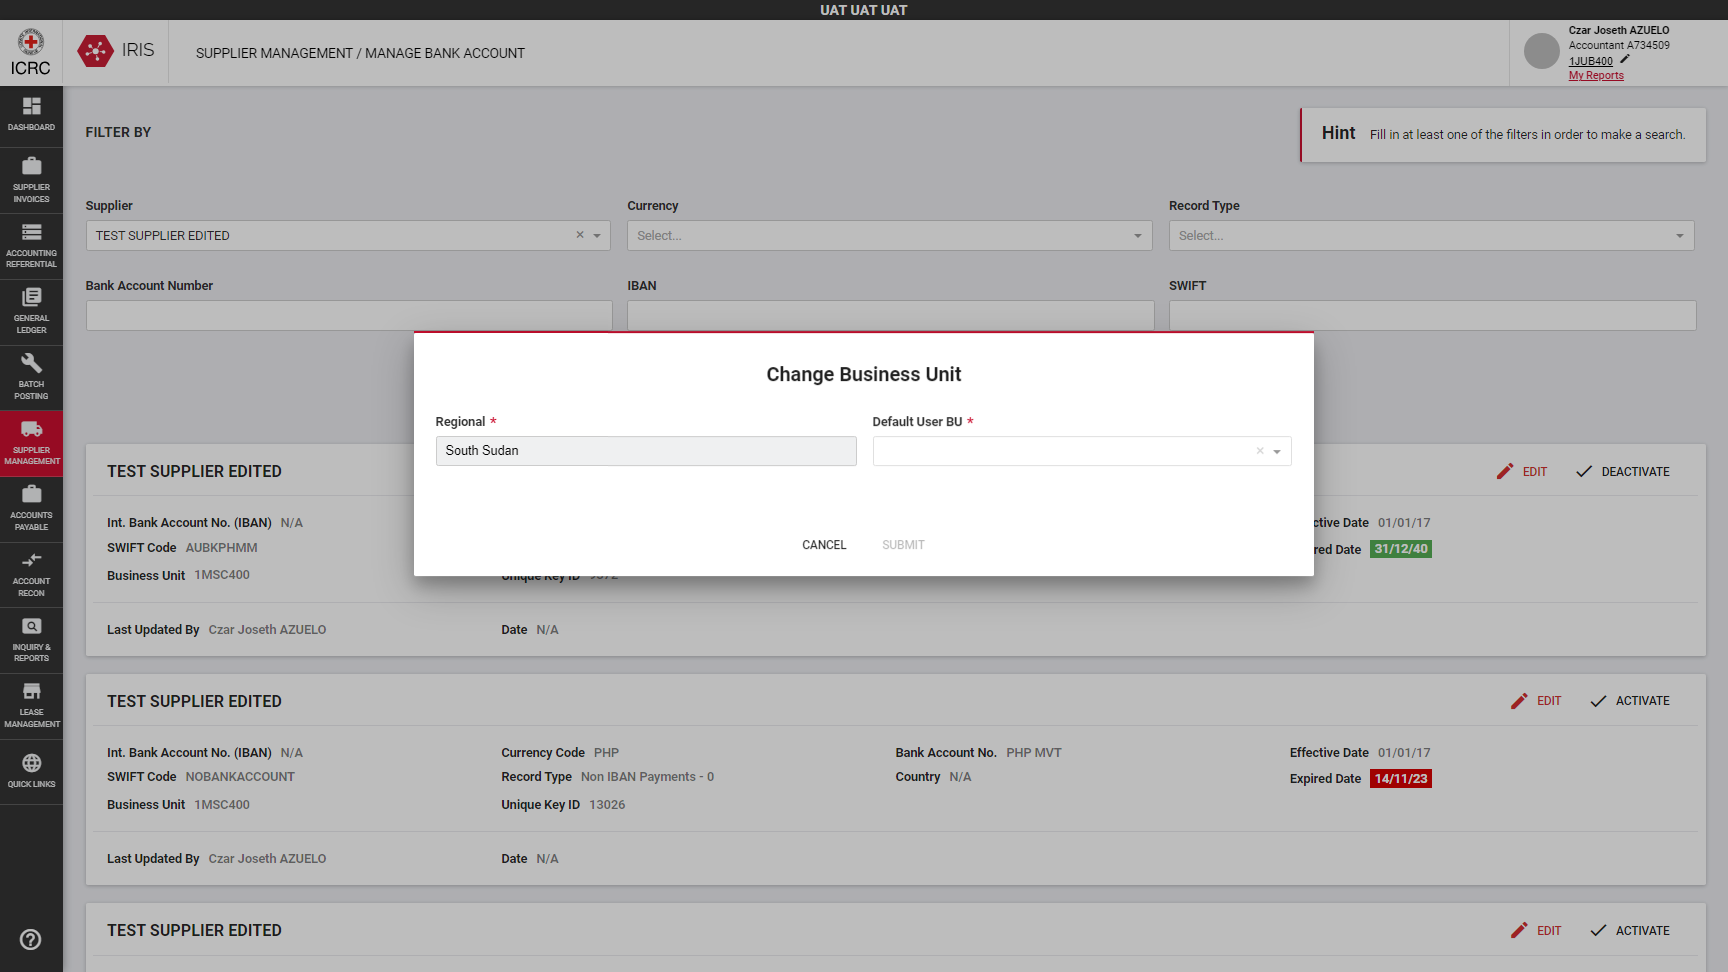 UAT UAT UAT
ICRC
IRIS
SUPPLIER MANAGEMENT / MANAGE BANK ACCOUNT
Czar Joseth AZUELO
Accountant A734509
1JUB400
My Reports
DASHBOARD
SUPPLIER
INVOICES
ACCOUNTING
REFERENTIAL
GENERAL
LEDGER
BATCH
POSTING
SUPPLIER
MANAGEMENT
ACCOUNTS
PAYABLE
ACCOUNT
RECON
INQUIRY &
REPORTS
LEASE
MANAGEMENT
QUICK LINKS
FILTER BY
Hint Fill in at least one of the filters in order to make a search.
Supplier
TEST SUPPLIER EDITED
Currency
Select...
Record Type
Select...
Bank Account Number
IBAN
SWIFT
Change Business Unit
Regional *
South Sudan
Default User BU *
CANCEL
SUBMIT
TEST SUPPLIER EDITED
EDIT
DEACTIVATE
Int. Bank Account No. (IBAN) N/A
ctive Date 01/01/17
SWIFT Code AUBKPHMM
red Date 31/12/40
Business Unit 1MSC400
Unique Key ID
Last Updated By Czar Joseth AZUELO
Date N/A
TEST SUPPLIER EDITED
EDIT
ACTIVATE
Int. Bank Account No. (IBAN) N/A
Currency Code PHP
Bank Account No. PHP MVT
Effective Date 01/01/17
SWIFT Code NOBANKACCOUNT
Record Type Non IBAN Payments - 0
Country N/A
Expired Date 14/11/23
Business Unit 1MSC400
Unique Key ID 13026
Last Updated By Czar Joseth AZUELO
Date N/A
TEST SUPPLIER EDITED
EDIT
ACTIVATE